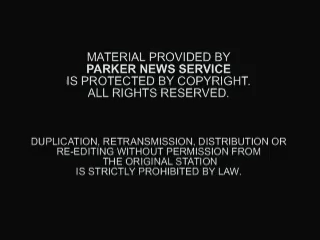 MATERIAL PROVIDED BY
PARKER NEWS SERVICE
IS PROTECTED BY COPYRIGHT.
ALL RIGHTS RESERVED.
DUPLICATION, RETRANSMISSION, DISTRIBUTION OR
RE-EDITING WITHOUT PERMISSION FROM
THE ORIGINAL STATION
IS STRICTLY PROHIBITED BY LAW.